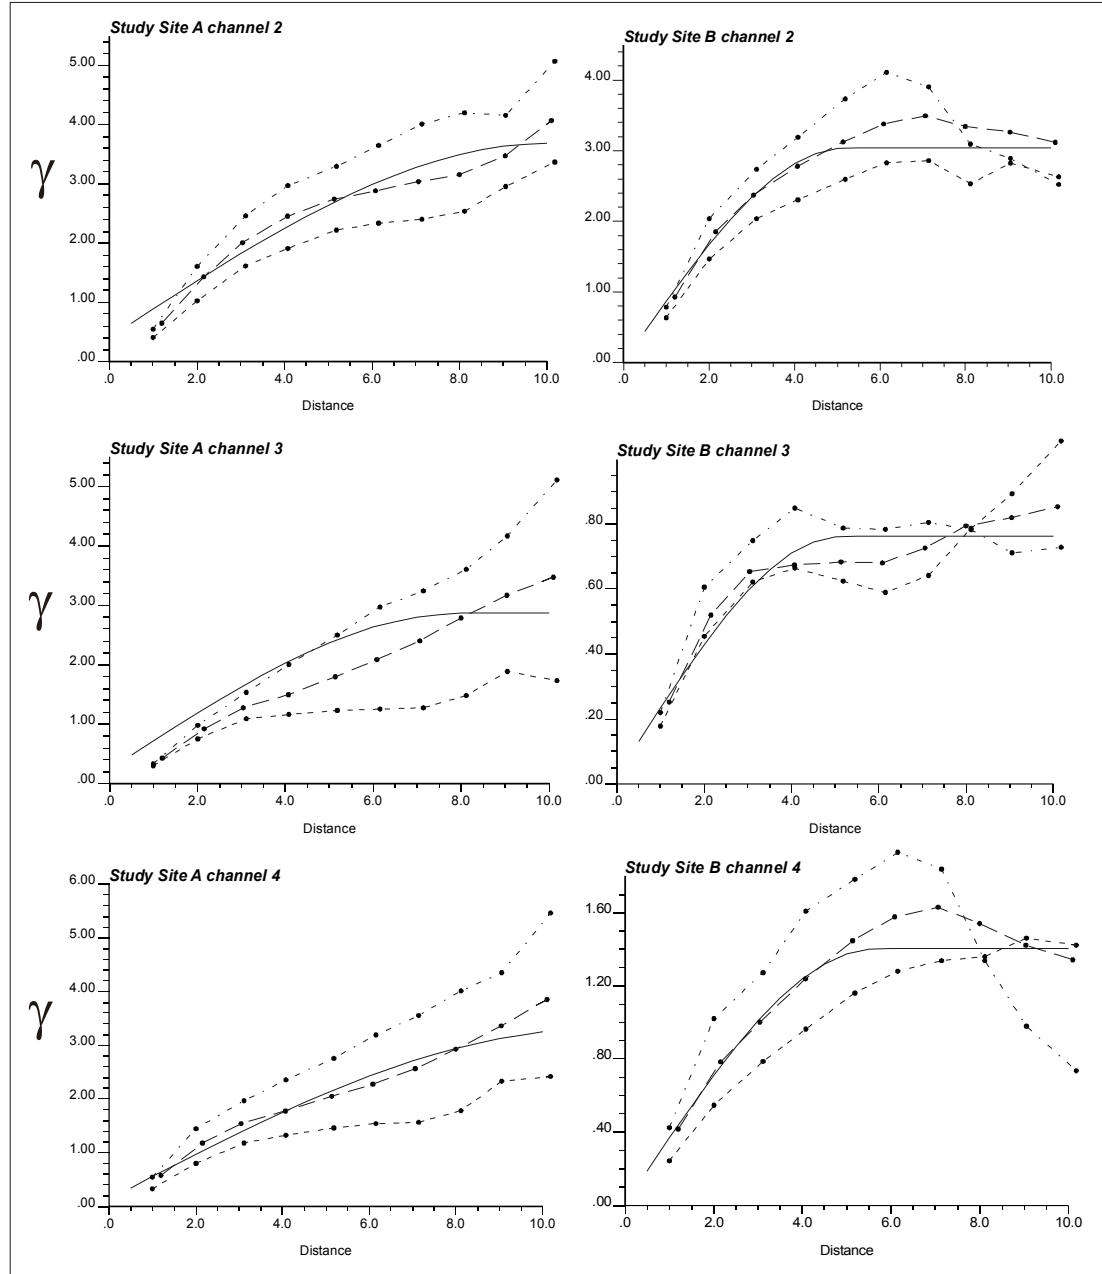 Study Site A channel 2
5.00
4.00
3.00
2.00
1.00
.00
.0 2.0 4.0 6.0 8.0 10.0
Distance
γ
Study Site B channel 2
4.00
3.00
2.00
1.00
.00
.0 2.0 4.0 6.0 8.0 10.0
Distance
Study Site A channel 3
5.00
4.00
3.00
2.00
1.00
.00
.0 2.0 4.0 6.0 8.0 10.0
Distance
γ
Study Site B channel 3
.80
.60
.40
.20
.00
.0 2.0 4.0 6.0 8.0 10.0
Distance
Study Site A channel 4
6.00
5.00
4.00
3.00
2.00
1.00
.00
.0 2.0 4.0 6.0 8.0 10.0
Distance
γ
Study Site B channel 4
1.60
1.20
.80
.40
.00
.0 2.0 4.0 6.0 8.0 10.0
Distance